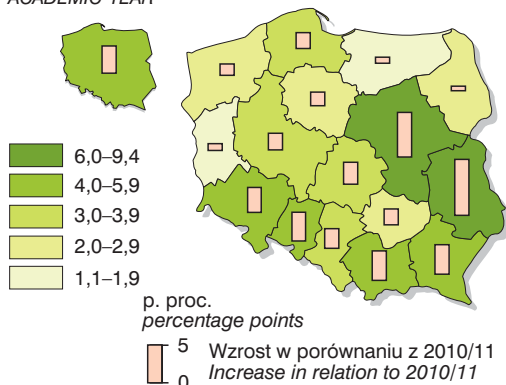 ACADEMIC YEAR
6,0–9,4
4,0–5,9
3,0–3,9
2,0–2,9
1,1–1,9
p. proc.
percentage points
5
Wzrost w porównaniu z 2010/11
Increase in relation to 2010/11
0